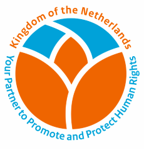 Kingdom of the Netherlands
Your Partner to Promote and Protect Human Rights